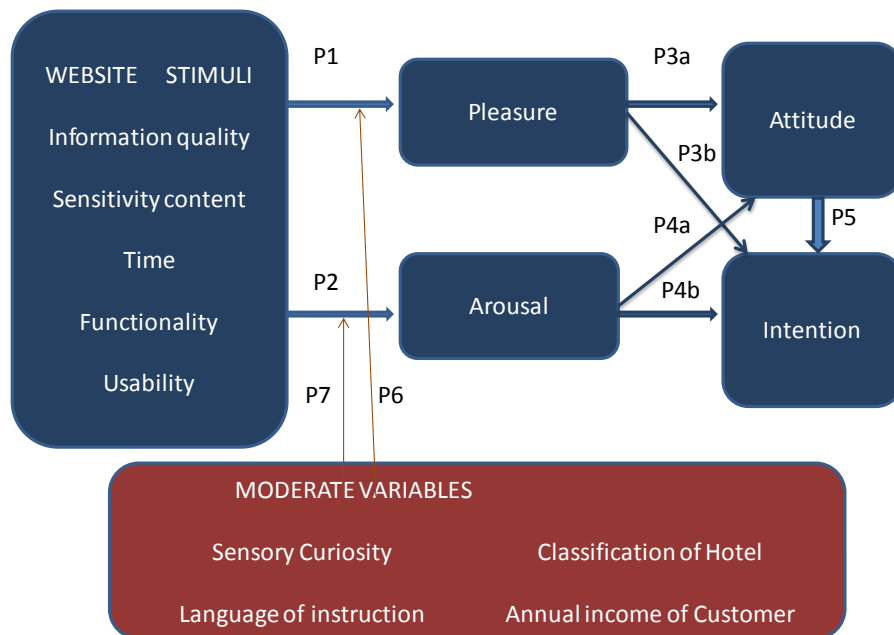 WEBSITE STIMULI
Information quality
Sensitivity content
Time
Functionality
Usability
P1
P2
Pleasure
Arousal
P3a
P3b
P4a
P4b
Attitude
P5
Intention
P7
P6
MODERATE VARIABLES
Sensory Curiosity
Classification of Hotel
Language of instruction
Annual income of Customer